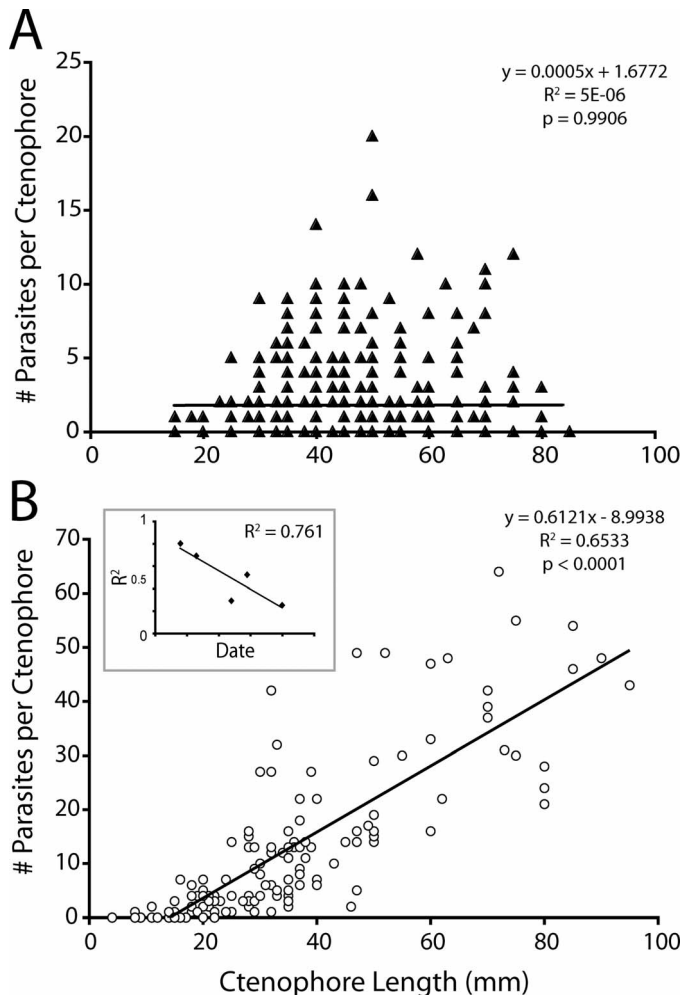 A
# Parasites per Ctenophore
25
20
15
10
5
0
y = 0.0005x + 1.6772
R² = 5E-06
p = 0.9906
0 20 40 60 80 100
B
# Parasites per Ctenophore
70
60
50
40
30
20
10
0
1
0.5
0
R²
R² = 0.761
Date
y = 0.6121x - 8.9938
R² = 0.6533
p < 0.0001
0 20 40 60 80 100
Ctenophore Length (mm)